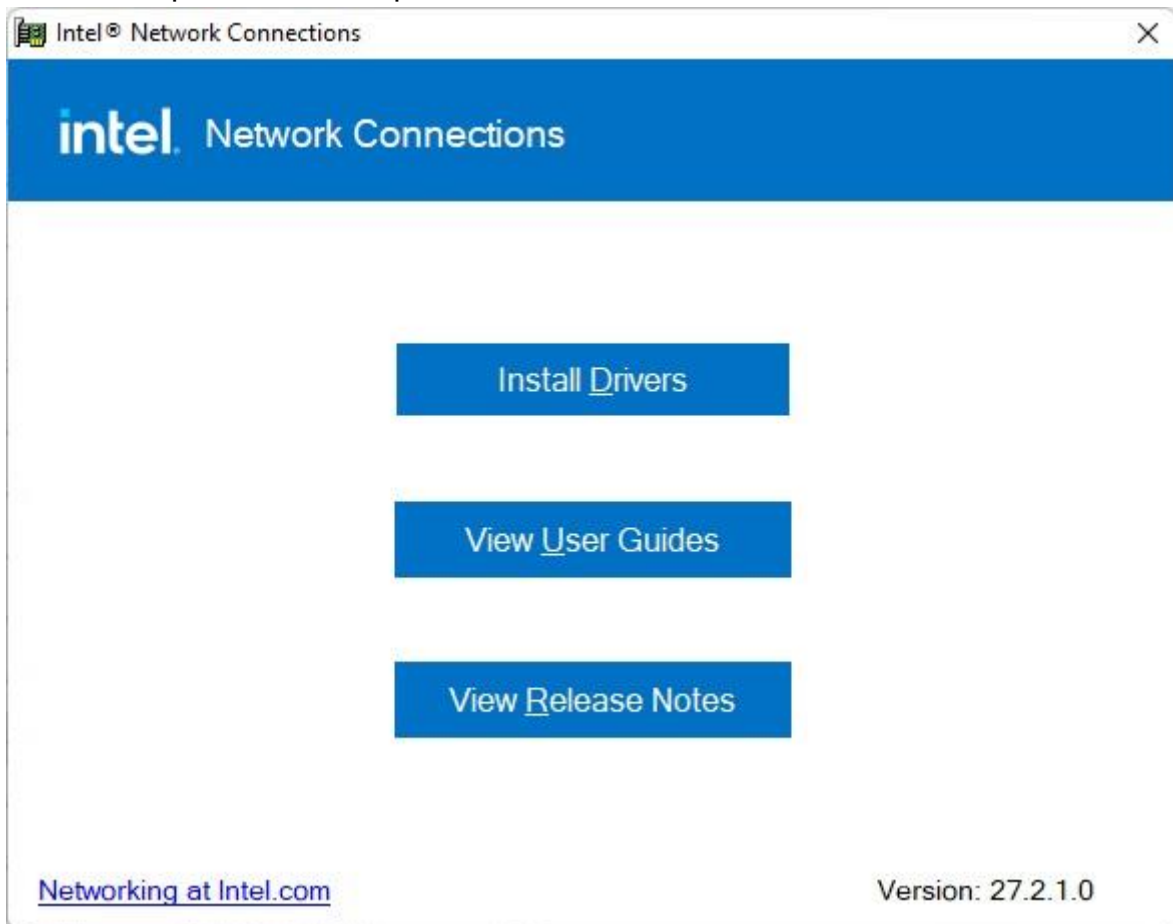 Intel® Network Connections
intel. Network Connections
Install Drivers
View User Guides
View Release Notes
Networking at Intel.com
Version: 27.2.1.0